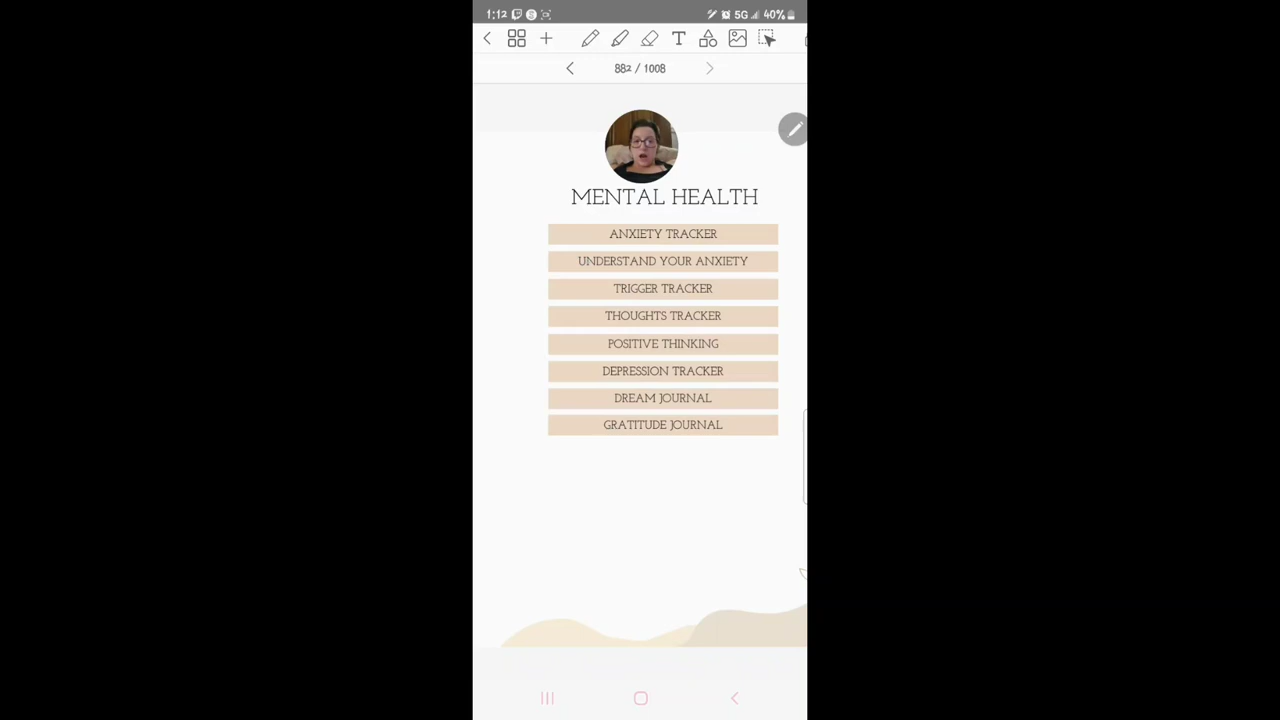 1:12
5G
40%
T
882 / 1008
MENTAL HEALTH
ANXIETY TRACKER
UNDERSTAND YOUR ANXIETY
TRIGGER TRACKER
THOUGHTS TRACKER
POSITIVE THINKING
DEPRESSION TRACKER
DREAM JOURNAL
GRATITUDE JOURNAL